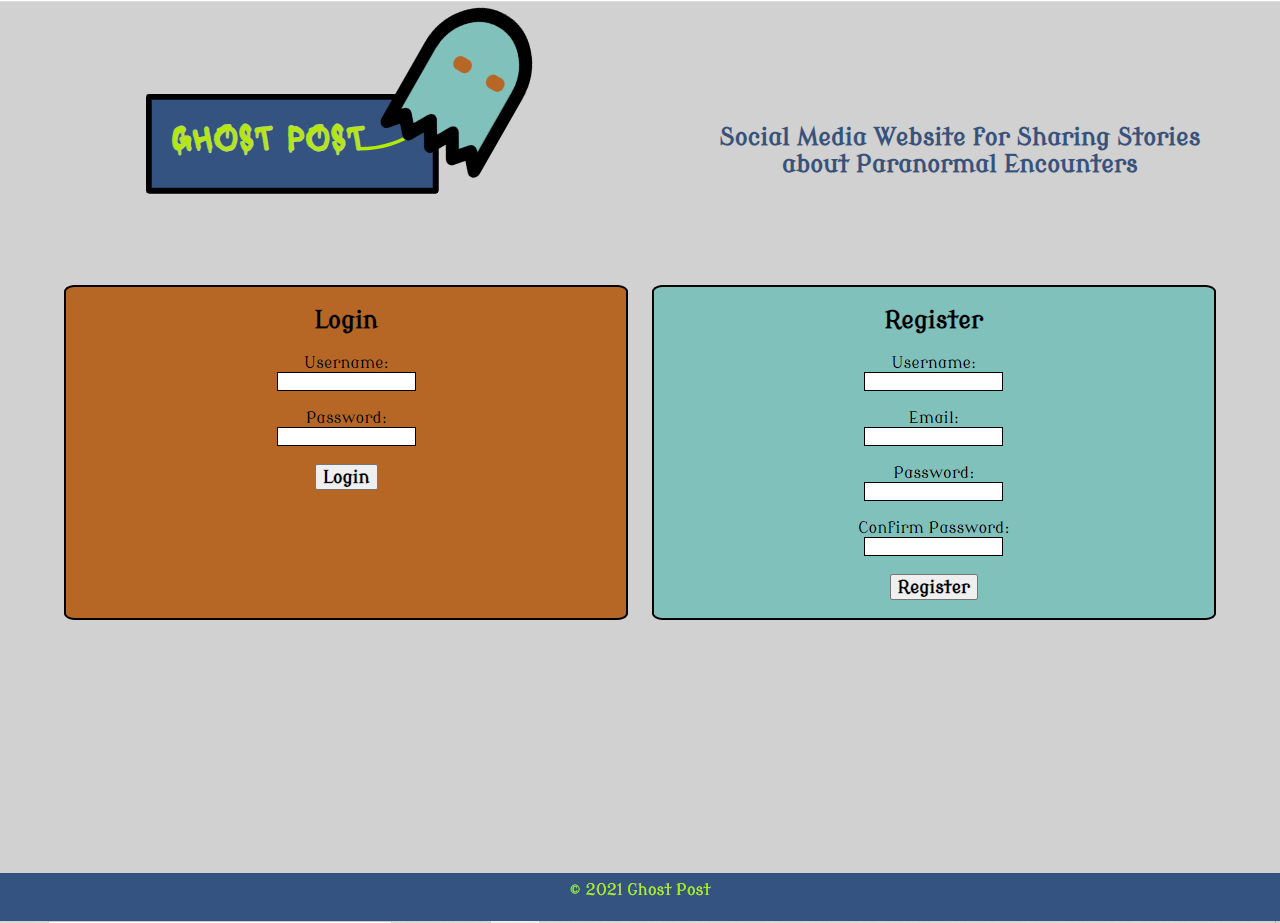 GHOST POST
Social Media Website for Sharing Stories
about Paranormal Encounters
Login
Username:
Password:
Login
Register
Username:
Email:
Password:
Confirm Password:
Register
© 2021 Ghost Post